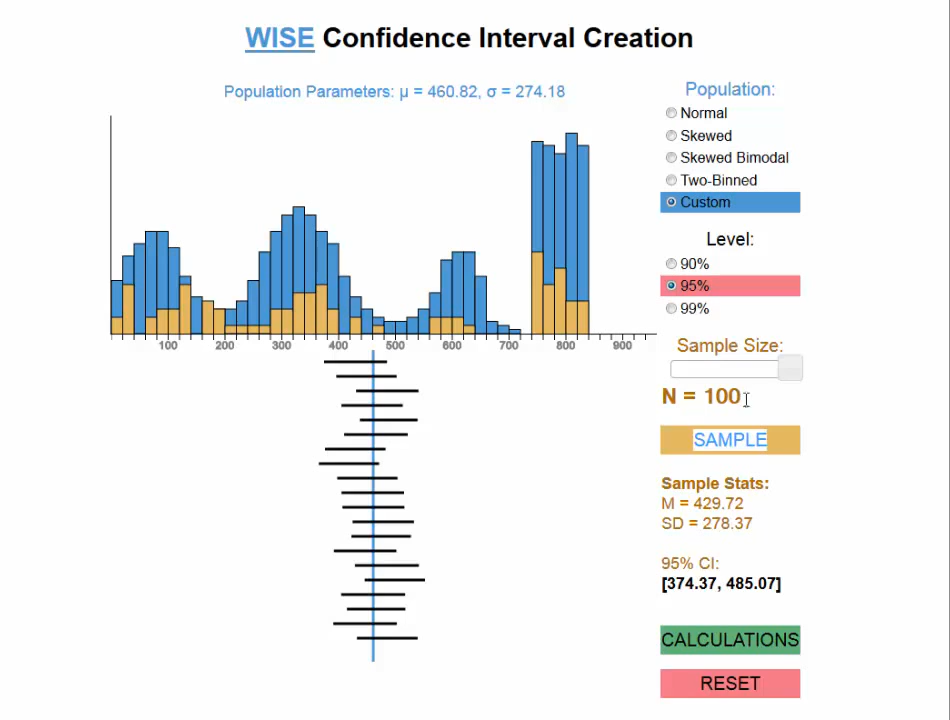 WISE Confidence Interval Creation
Population Parameters: μ = 460.82, σ = 274.18
100 200 300 400 500 600 700 800 900
Population:
Normal
Skewed
Skewed Bimodal
Two-Binned
Custom
Level:
90%
95%
99%
Sample Size:
N = 100
SAMPLE
Sample Stats:
M = 429.72
SD = 278.37
95% CI:
[374.37, 485.07]
CALCULATIONS
RESET